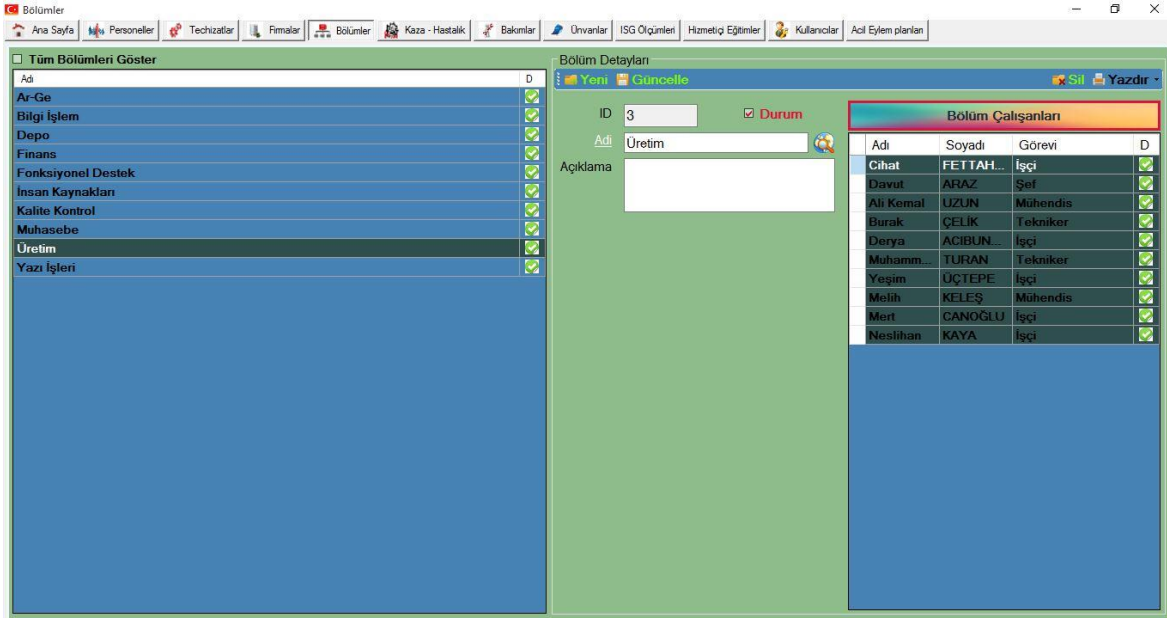 Bölümler
Ana Sayfa Personeller Techizatlar Firmalar Bölümler Kaza - Hastalık Bakımlar Ünvanlar ISG Ölçümleri Hizmetiçi Eğitimler Kullanıcılar Acil Eylem planları
Tüm Bölümleri Göster
Adı D
Ar-Ge
Bilgi İşlem
Depo
Finans
Fonksiyonel Destek
İnsan Kaynakları
Kalite Kontrol
Muhasebe
Üretim
Yazı İşleri
Bölüm Detayları
Yeni Güncelle Sil Yazdır
ID 3 Durum
Adi Üretim
Açıklama
Bölüm Çalışanları
Adı Soyadı Görevi D
Cihat FETTAH... İşçi
Davut ARAZ Şef
Ali Kemal UZUN Mühendis
Burak ÇELİK Tekniker
Derya ACIBUN... İşçi
Muhamm... TURAN Tekniker
Yeşim ÜÇTEPE İşçi
Melih KELEŞ Mühendis
Mert CANOĞLU İşçi
Neslihan KAYA İşçi